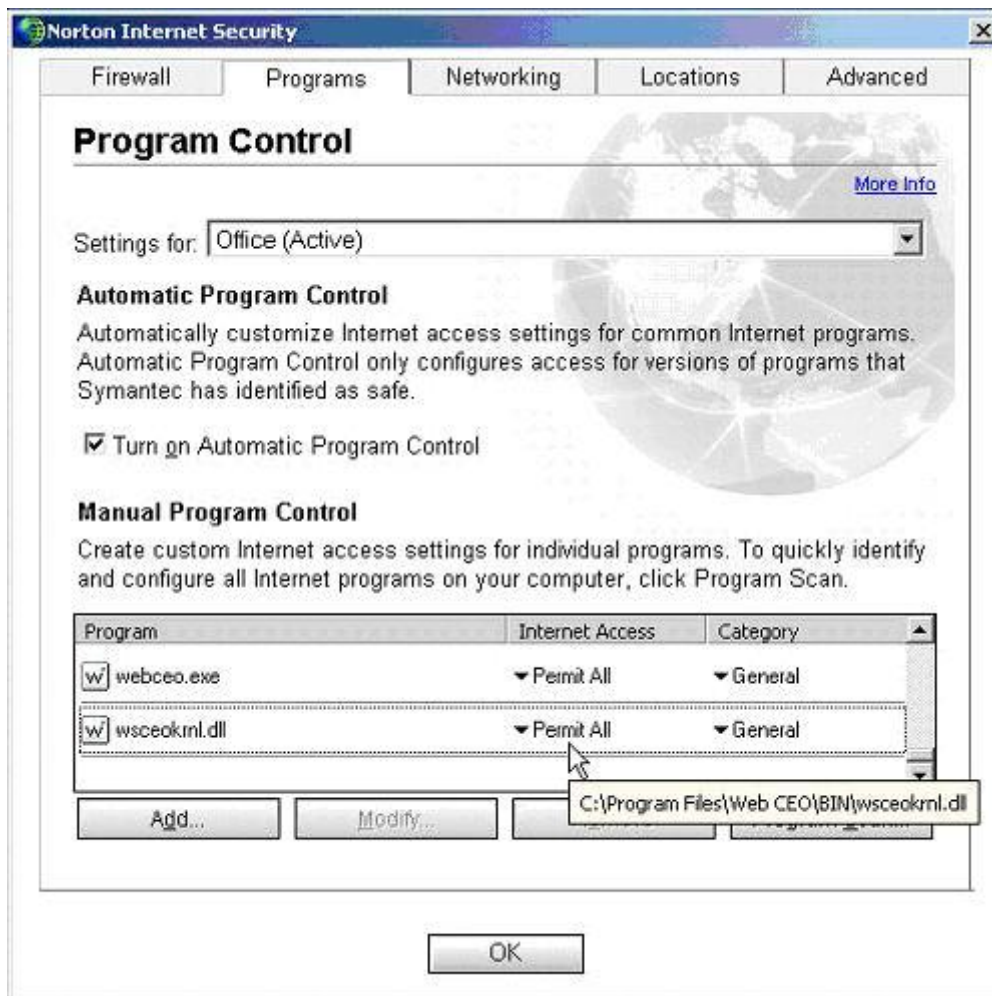 Norton Internet Security
Firewall
Programs
Networking
Locations
Advanced
Program Control
More Info
Settings for: Office (Active)
Automatic Program Control
Automatically customize Internet access settings for common Internet programs.
Automatic Program Control only configures access for versions of programs that
Symantec has identified as safe.
Turn on Automatic Program Control
Manual Program Control
Create custom Internet access settings for individual programs. To quickly identify
and configure all Internet programs on your computer, click Program Scan.
Program Internet Access Category
webceo.exe Permit All General
wsceokrnl.dll Permit All General
C:\Program Files\Web CEO\BIN\wsceokrnl.dll
Add...
Modify...
OK